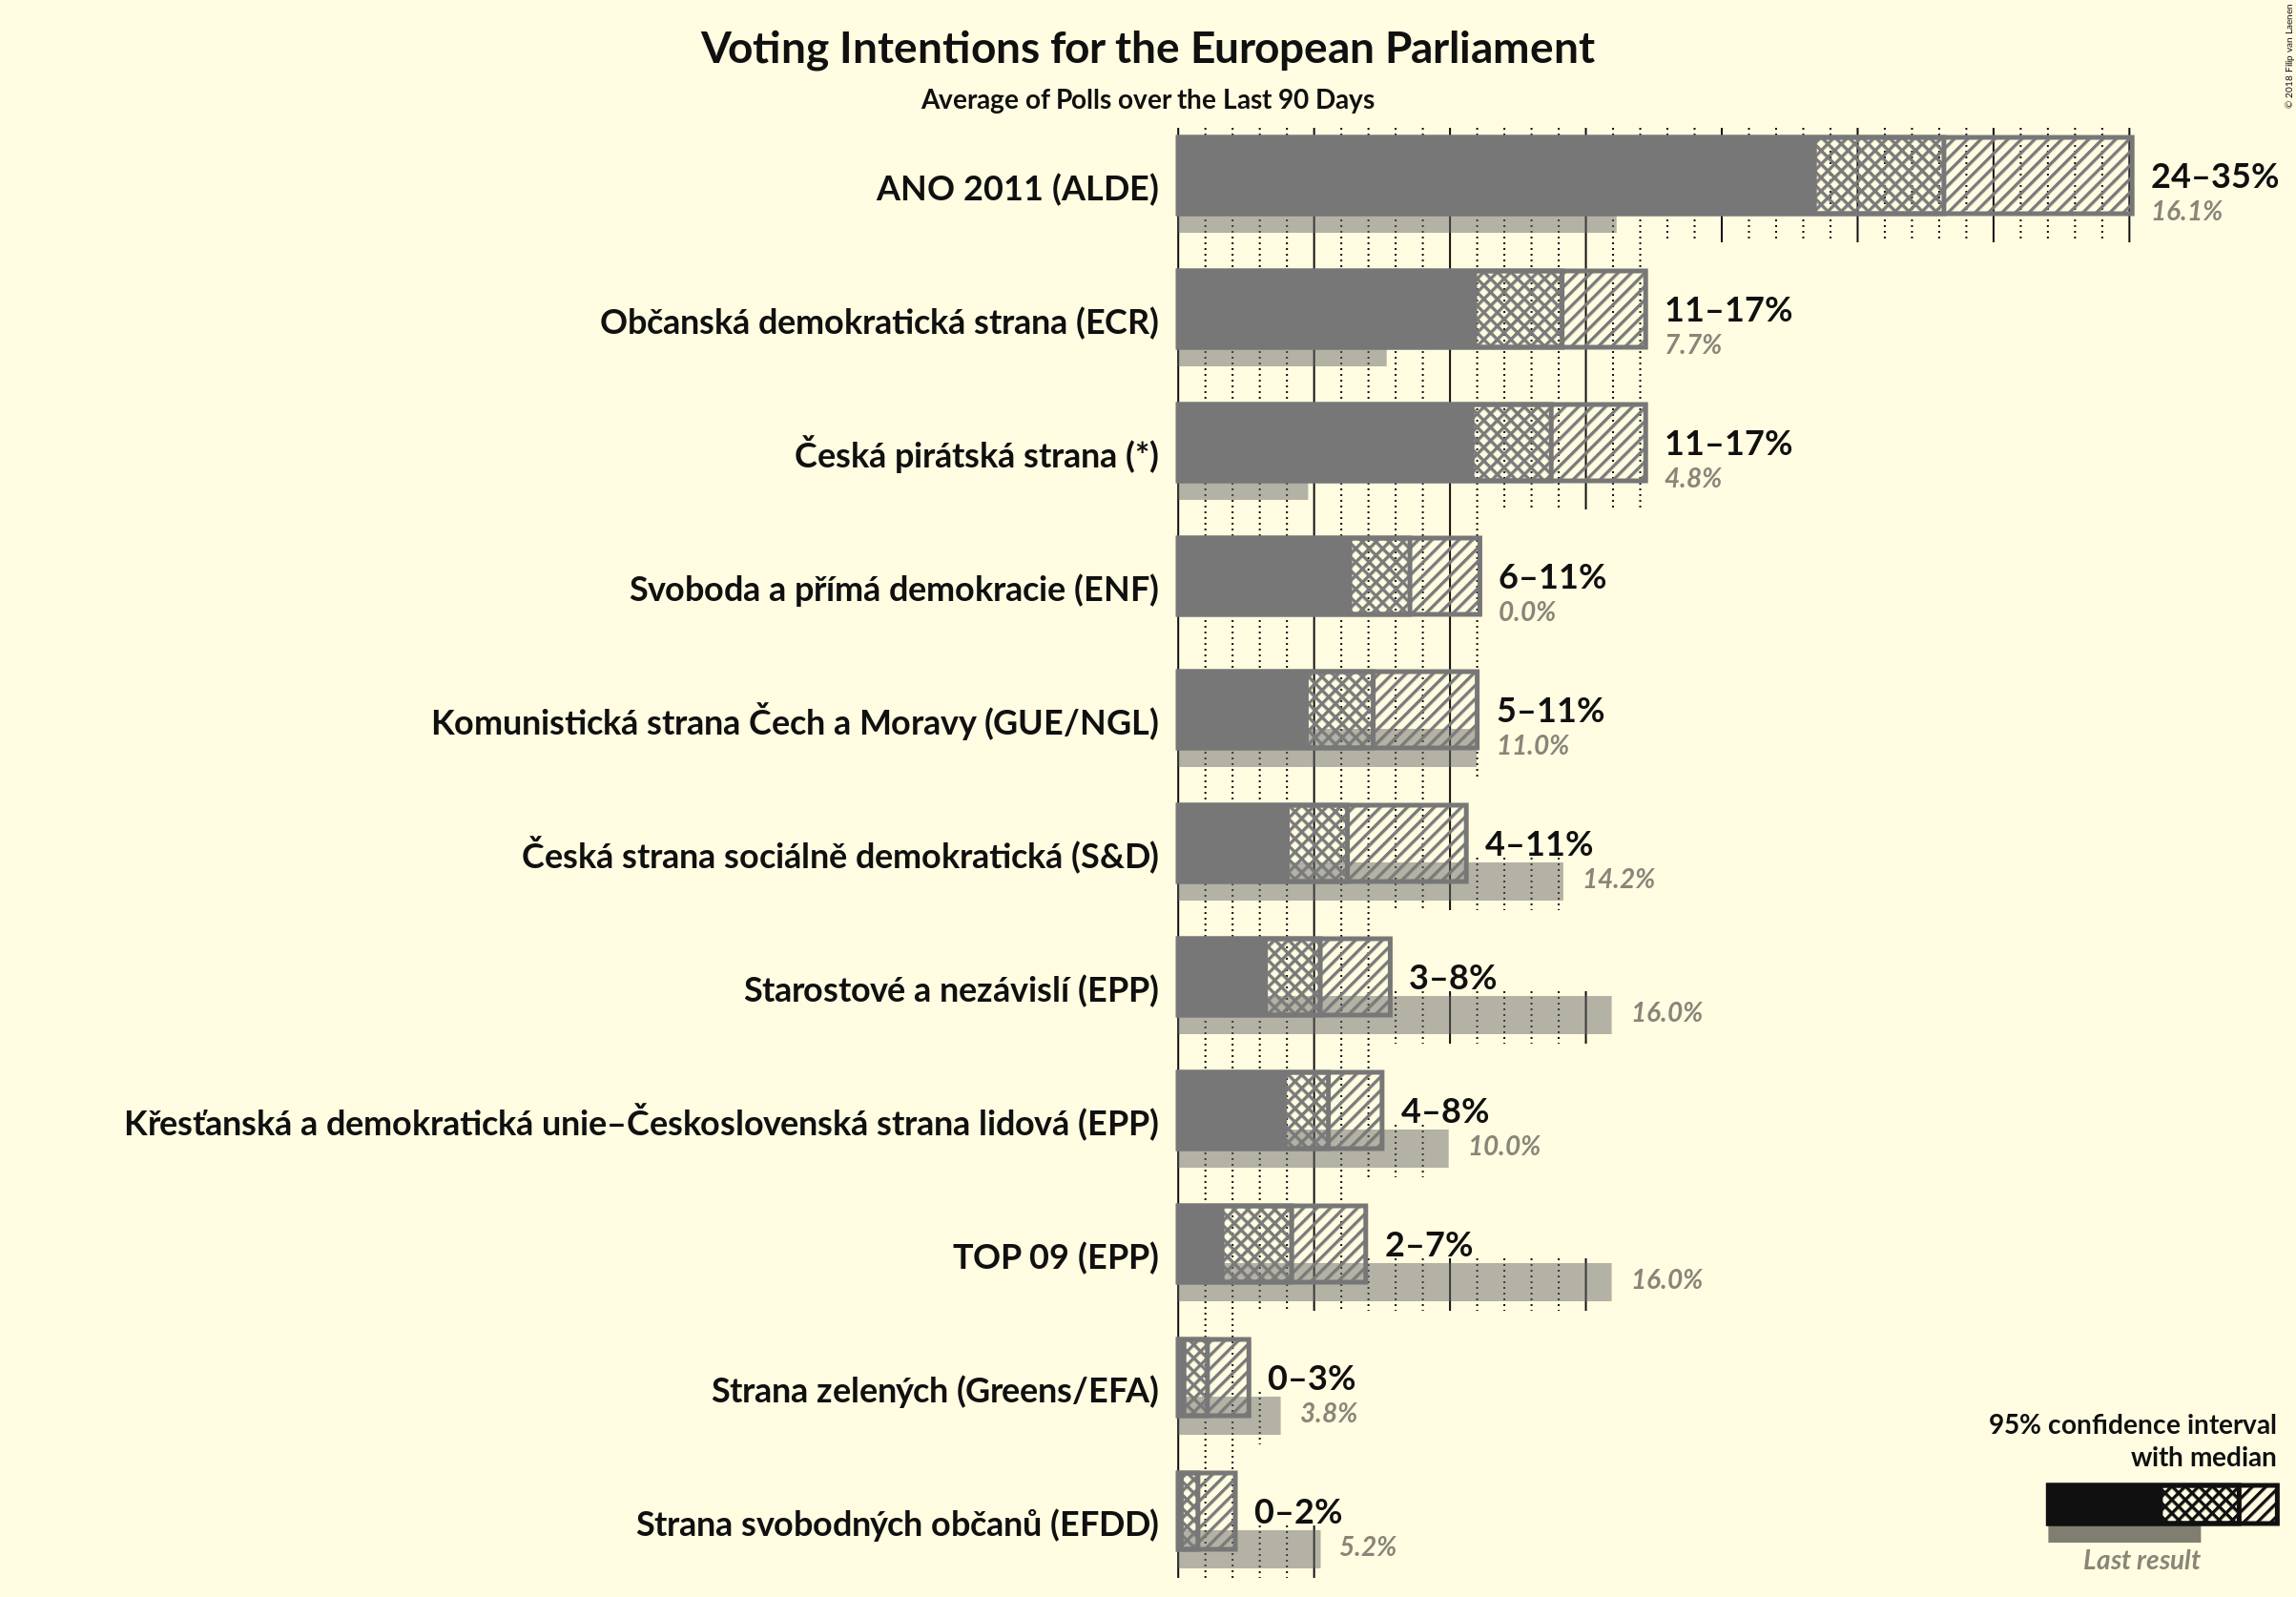 Voting Intentions for the European Parliament
Average of Polls over the Last 90 Days
© 2018 Filip van Laenen
ANO 2011 (ALDE)
24–35%
16.1%
Občanská demokratická strana (ECR)
11–17%
7.7%
Česká pirátská strana (*)
11–17%
4.8%
Svoboda a přímá demokracie (ENF)
6–11%
0.0%
Komunistická strana Čech a Moravy (GUE/NGL)
5–11%
11.0%
Česká strana sociálně demokratická (S&D)
4–11%
14.2%
Starostové a nezávislí (EPP)
3–8%
16.0%
Křesťanská a demokratická unie–Československá strana lidová (EPP)
4–8%
10.0%
TOP 09 (EPP)
2–7%
16.0%
Strana zelených (Greens/EFA)
0–3%
3.8%
Strana svobodných občanů (EFDD)
0–2%
5.2%
95% confidence interval
with median
Last result